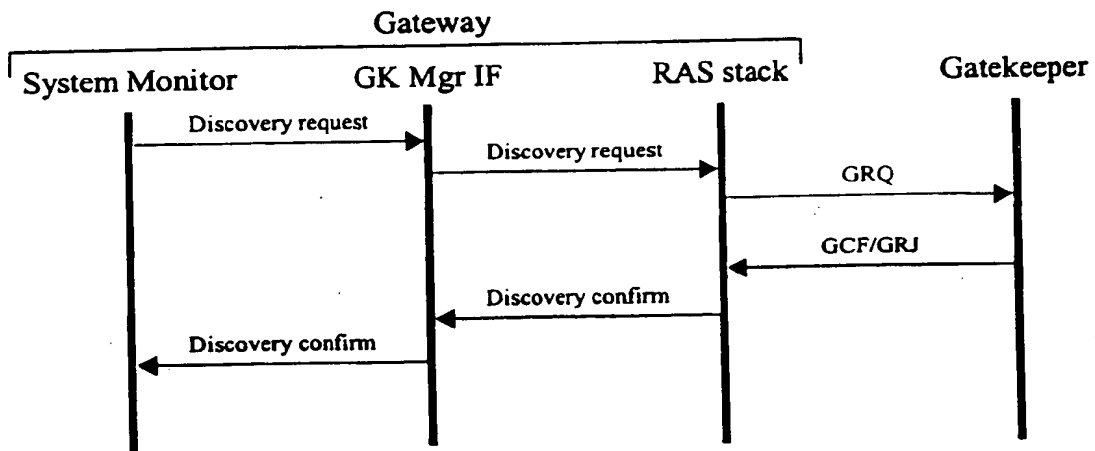 Gateway
System Monitor
GK Mgr IF
RAS stack
Gatekeeper
Discovery request
Discovery request
GRQ
GCF/GRJ
Discovery confirm
Discovery confirm